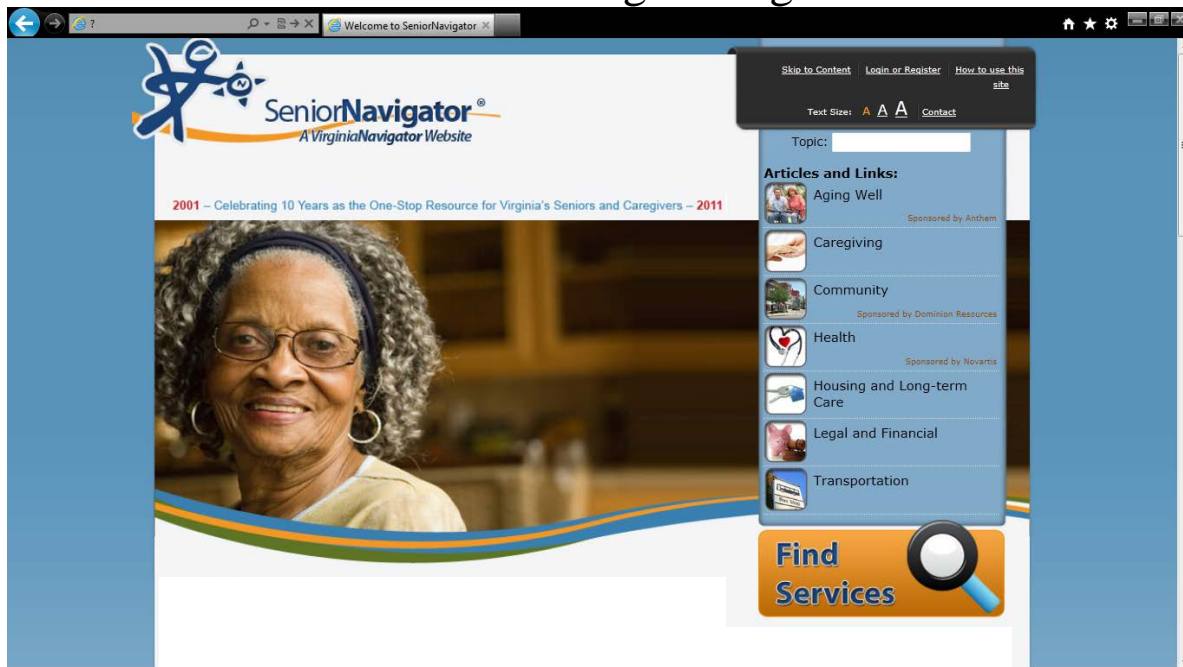 ?
Welcome to SeniorNavigator
Skip to Content Login or Register How to use this
site
Text Size: A A A Contact
SeniorNavigator®
A VirginiaNavigator Website
2001 – Celebrating 10 Years as the One-Stop Resource for Virginia's Seniors and Caregivers – 2011
Topic:
Articles and Links:
Aging Well
Sponsored by Anthem
Caregiving
Community
Sponsored by Dominion Resources
Health
Sponsored by Novartis
Housing and Long-term
Care
Legal and Financial
Transportation
Find
Services